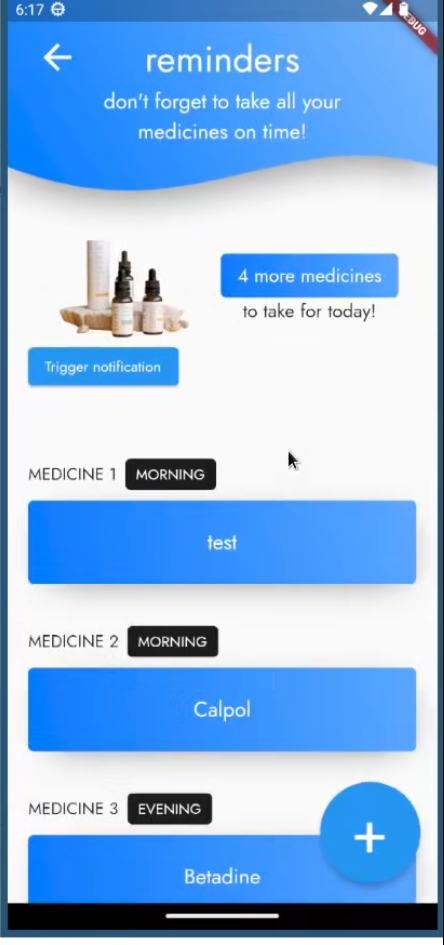 6:17
DEBUG
reminders
don't forget to take all your
medicines on time!
4 more medicines
to take for today!
Trigger notification
MEDICINE 1 MORNING
test
MEDICINE 2 MORNING
Calpol
MEDICINE 3 EVENING
Betadine
+